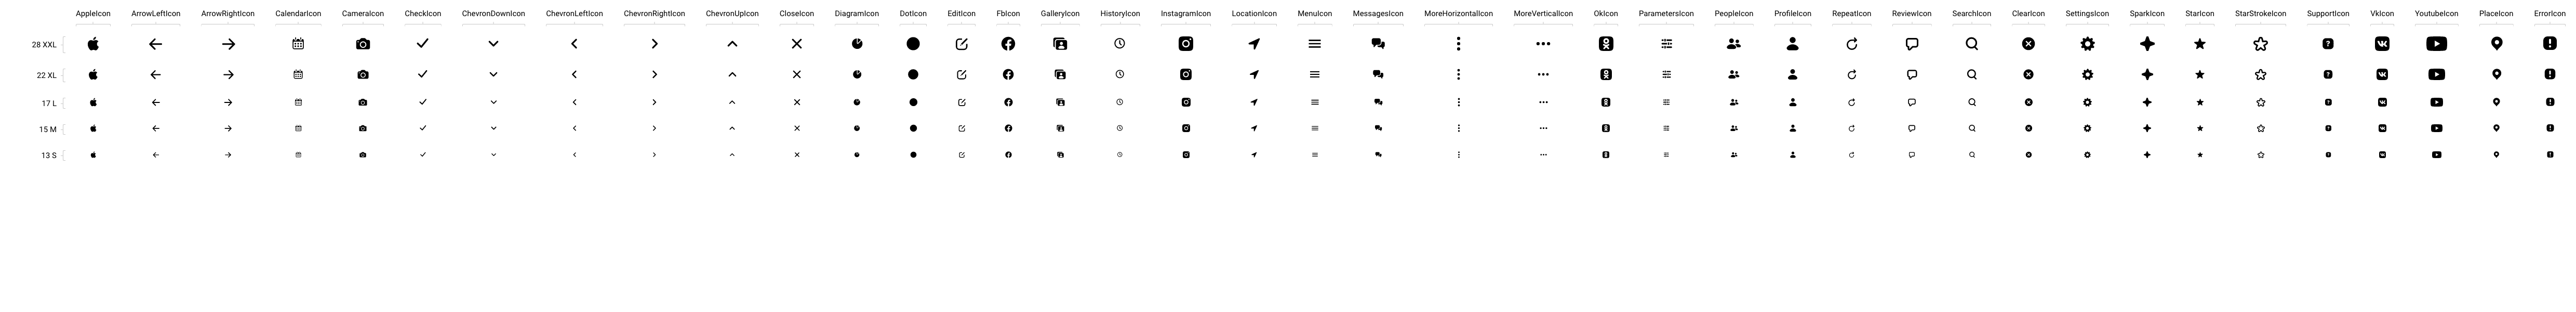 AppleIcon ArrowLeftIcon ArrowRightIcon CalendarIcon CameraIcon CheckIcon ChevronDownIcon ChevronLeftIcon ChevronRightIcon ChevronUpIcon CloseIcon DiagramIcon DotIcon EditIcon FbIcon GalleryIcon HistoryIcon InstagramIcon LocationIcon MenuIcon MessagesIcon MoreHorizontalIcon MoreVerticalIcon OkIcon ParametersIcon PeopleIcon ProfileIcon RepeatIcon ReviewIcon SearchIcon ClearIcon SettingsIcon SparkIcon StarIcon StarStrokeIcon SupportIcon VkIcon YoutubeIcon PlaceIcon ErrorIcon
28 XXL
22 XL
17 L
15 M
13 S